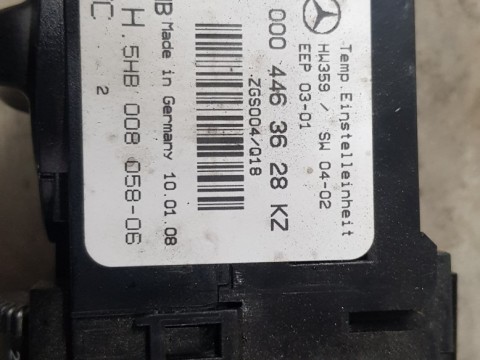 Temp.Einstelleinheit
HW359 / SW 04-02
EEP 03-01
000 446 36 28 KZ
ZGS004/Q18
Made in Germany 10.01.08
H.5HB 008 058-06
C 2